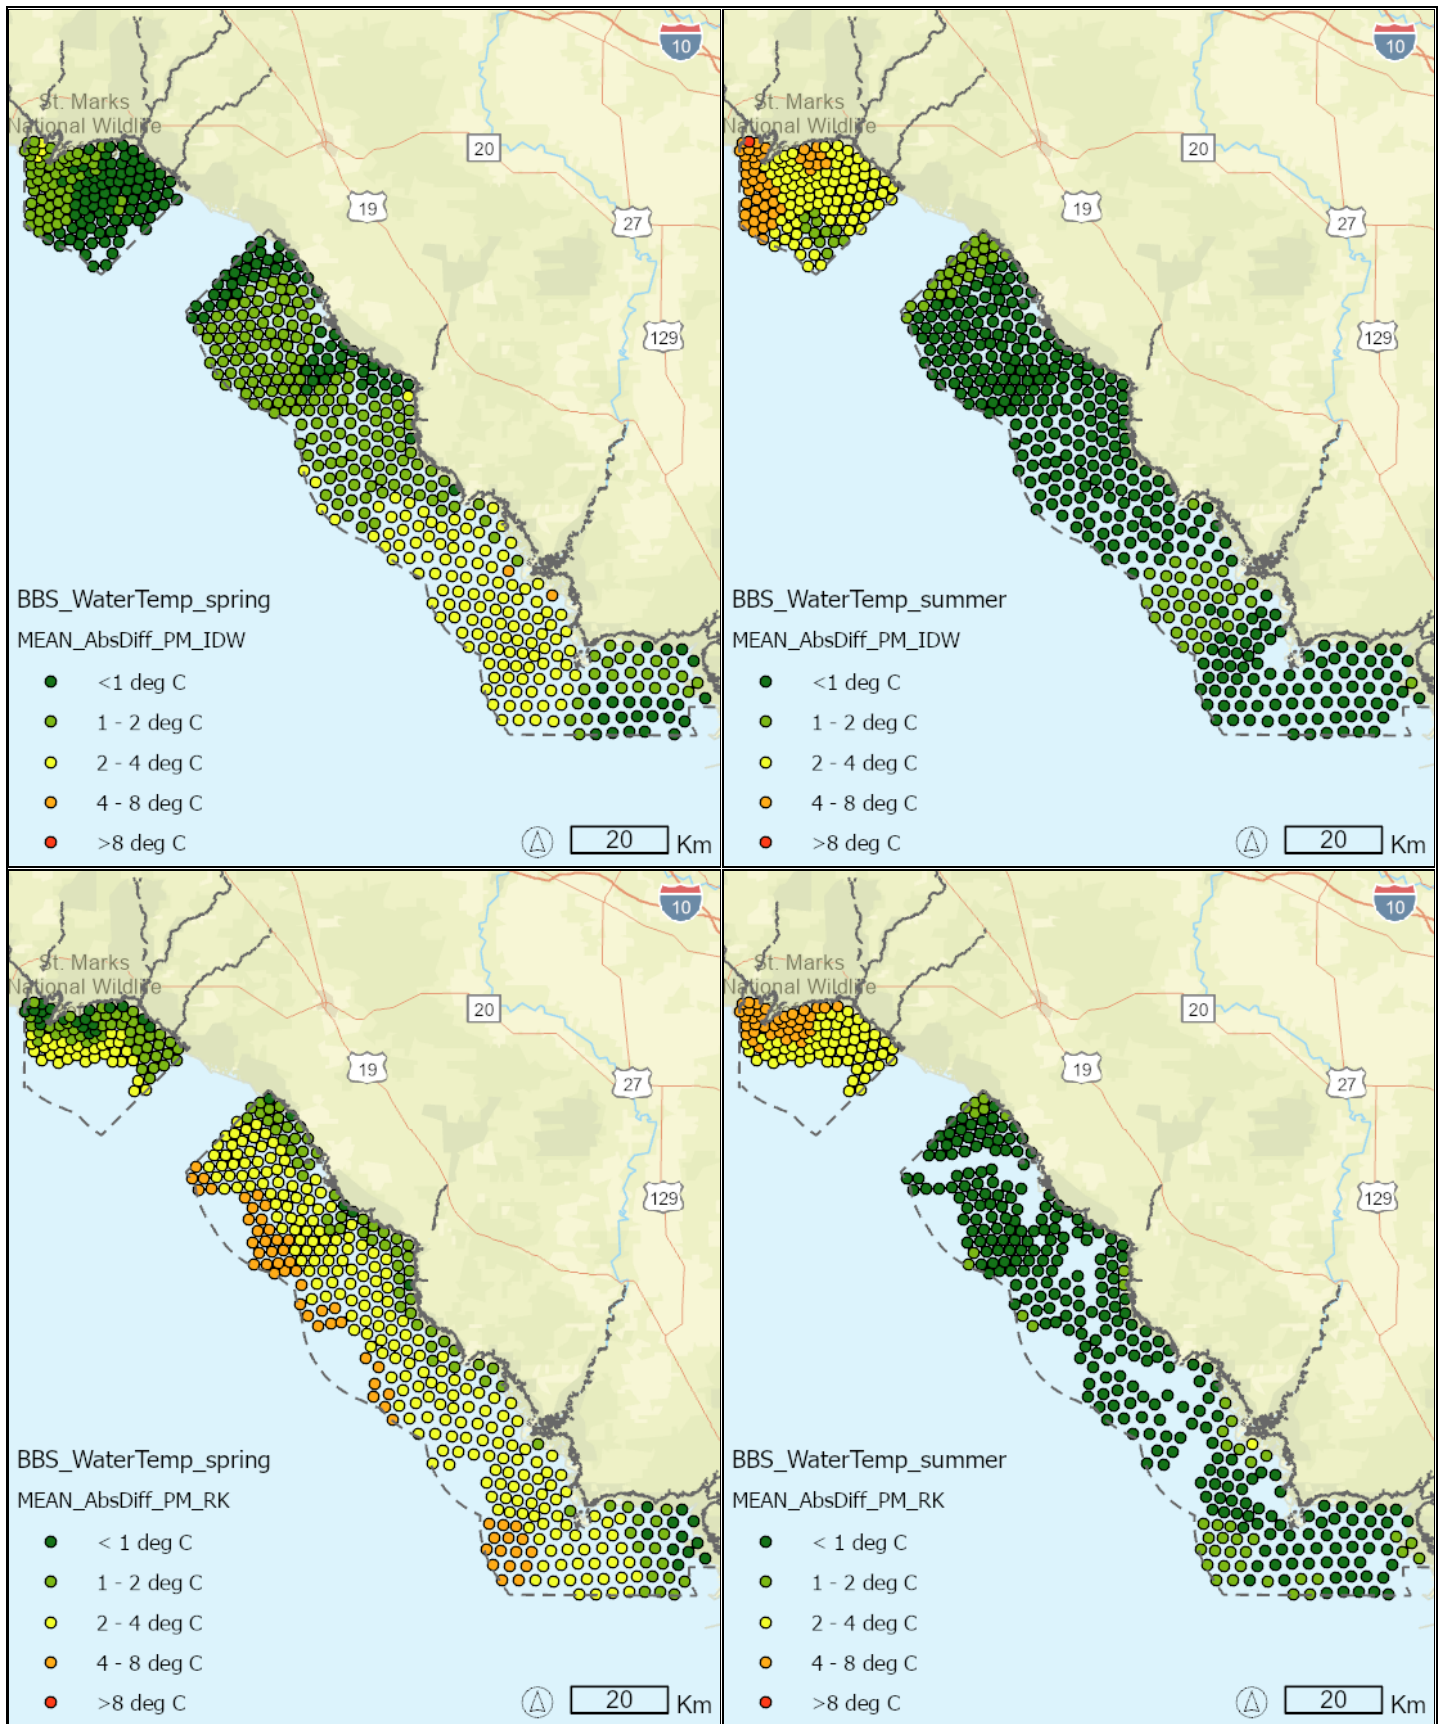 10
St. Marks
National Wildlife
20
19
27
129
BBS_WaterTemp_spring
MEAN_AbsDiff_PM_IDW
<1 deg C
1 - 2 deg C
2 - 4 deg C
4 - 8 deg C
>8 deg C
20 Km
10
St. Marks
National Wildlife
20
19
27
129
BBS_WaterTemp_summer
MEAN_AbsDiff_PM_IDW
<1 deg C
1 - 2 deg C
2 - 4 deg C
4 - 8 deg C
>8 deg C
20 Km
10
St. Marks
National Wildlife
20
19
27
129
BBS_WaterTemp_spring
MEAN_AbsDiff_PM_RK
< 1 deg C
1 - 2 deg C
2 - 4 deg C
4 - 8 deg C
>8 deg C
20 Km
10
St. Marks
National Wildlife
20
19
27
129
BBS_WaterTemp_summer
MEAN_AbsDiff_PM_RK
< 1 deg C
1 - 2 deg C
2 - 4 deg C
4 - 8 deg C
>8 deg C
20 Km